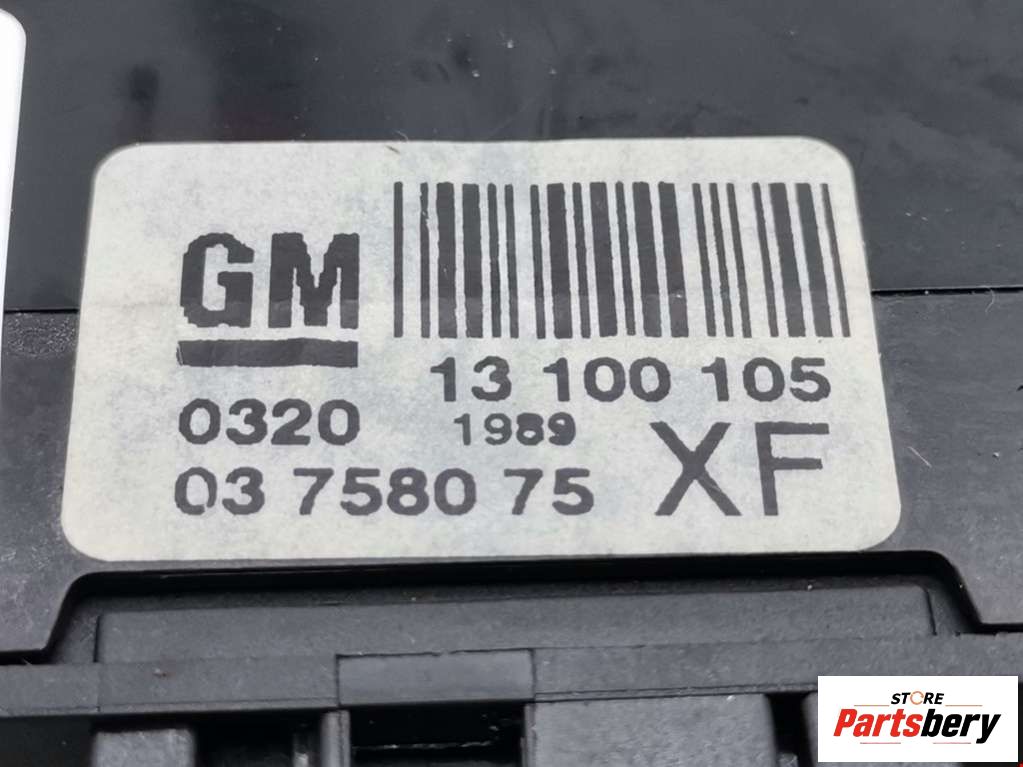 GM
13 100 105
0320 1989
03 7580 75 XF
STORE
Partsbery